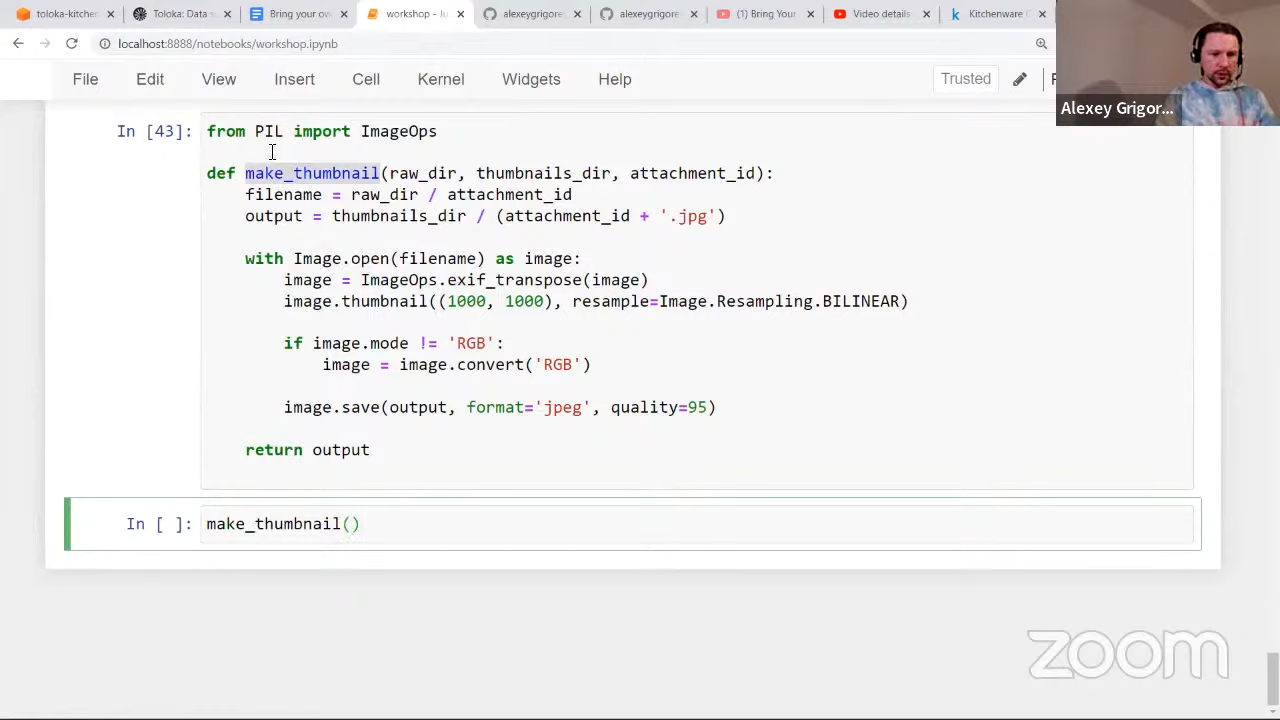 toloka-kitchen
Toloka: Data s
Bring your own
workshop - Ju
alexeygrigore
alexeygrigore
(1) Bring Your
Video details
Kitchenware C
localhost:8888/notebooks/workshop.ipynb
File Edit View Insert Cell Kernel Widgets Help
Trusted
Alexey Grigor...
In [43]: from PIL import ImageOps
def make_thumbnail(raw_dir, thumbnails_dir, attachment_id):
filename = raw_dir / attachment_id
output = thumbnails_dir / (attachment_id + '.jpg')
with Image.open(filename) as image:
image = ImageOps.exif_transpose(image)
image.thumbnail((1000, 1000), resample=Image.Resampling.BILINEAR)
if image.mode != 'RGB':
image = image.convert('RGB')
image.save(output, format='jpeg', quality=95)
return output
In [ ]: make_thumbnail()
zoom